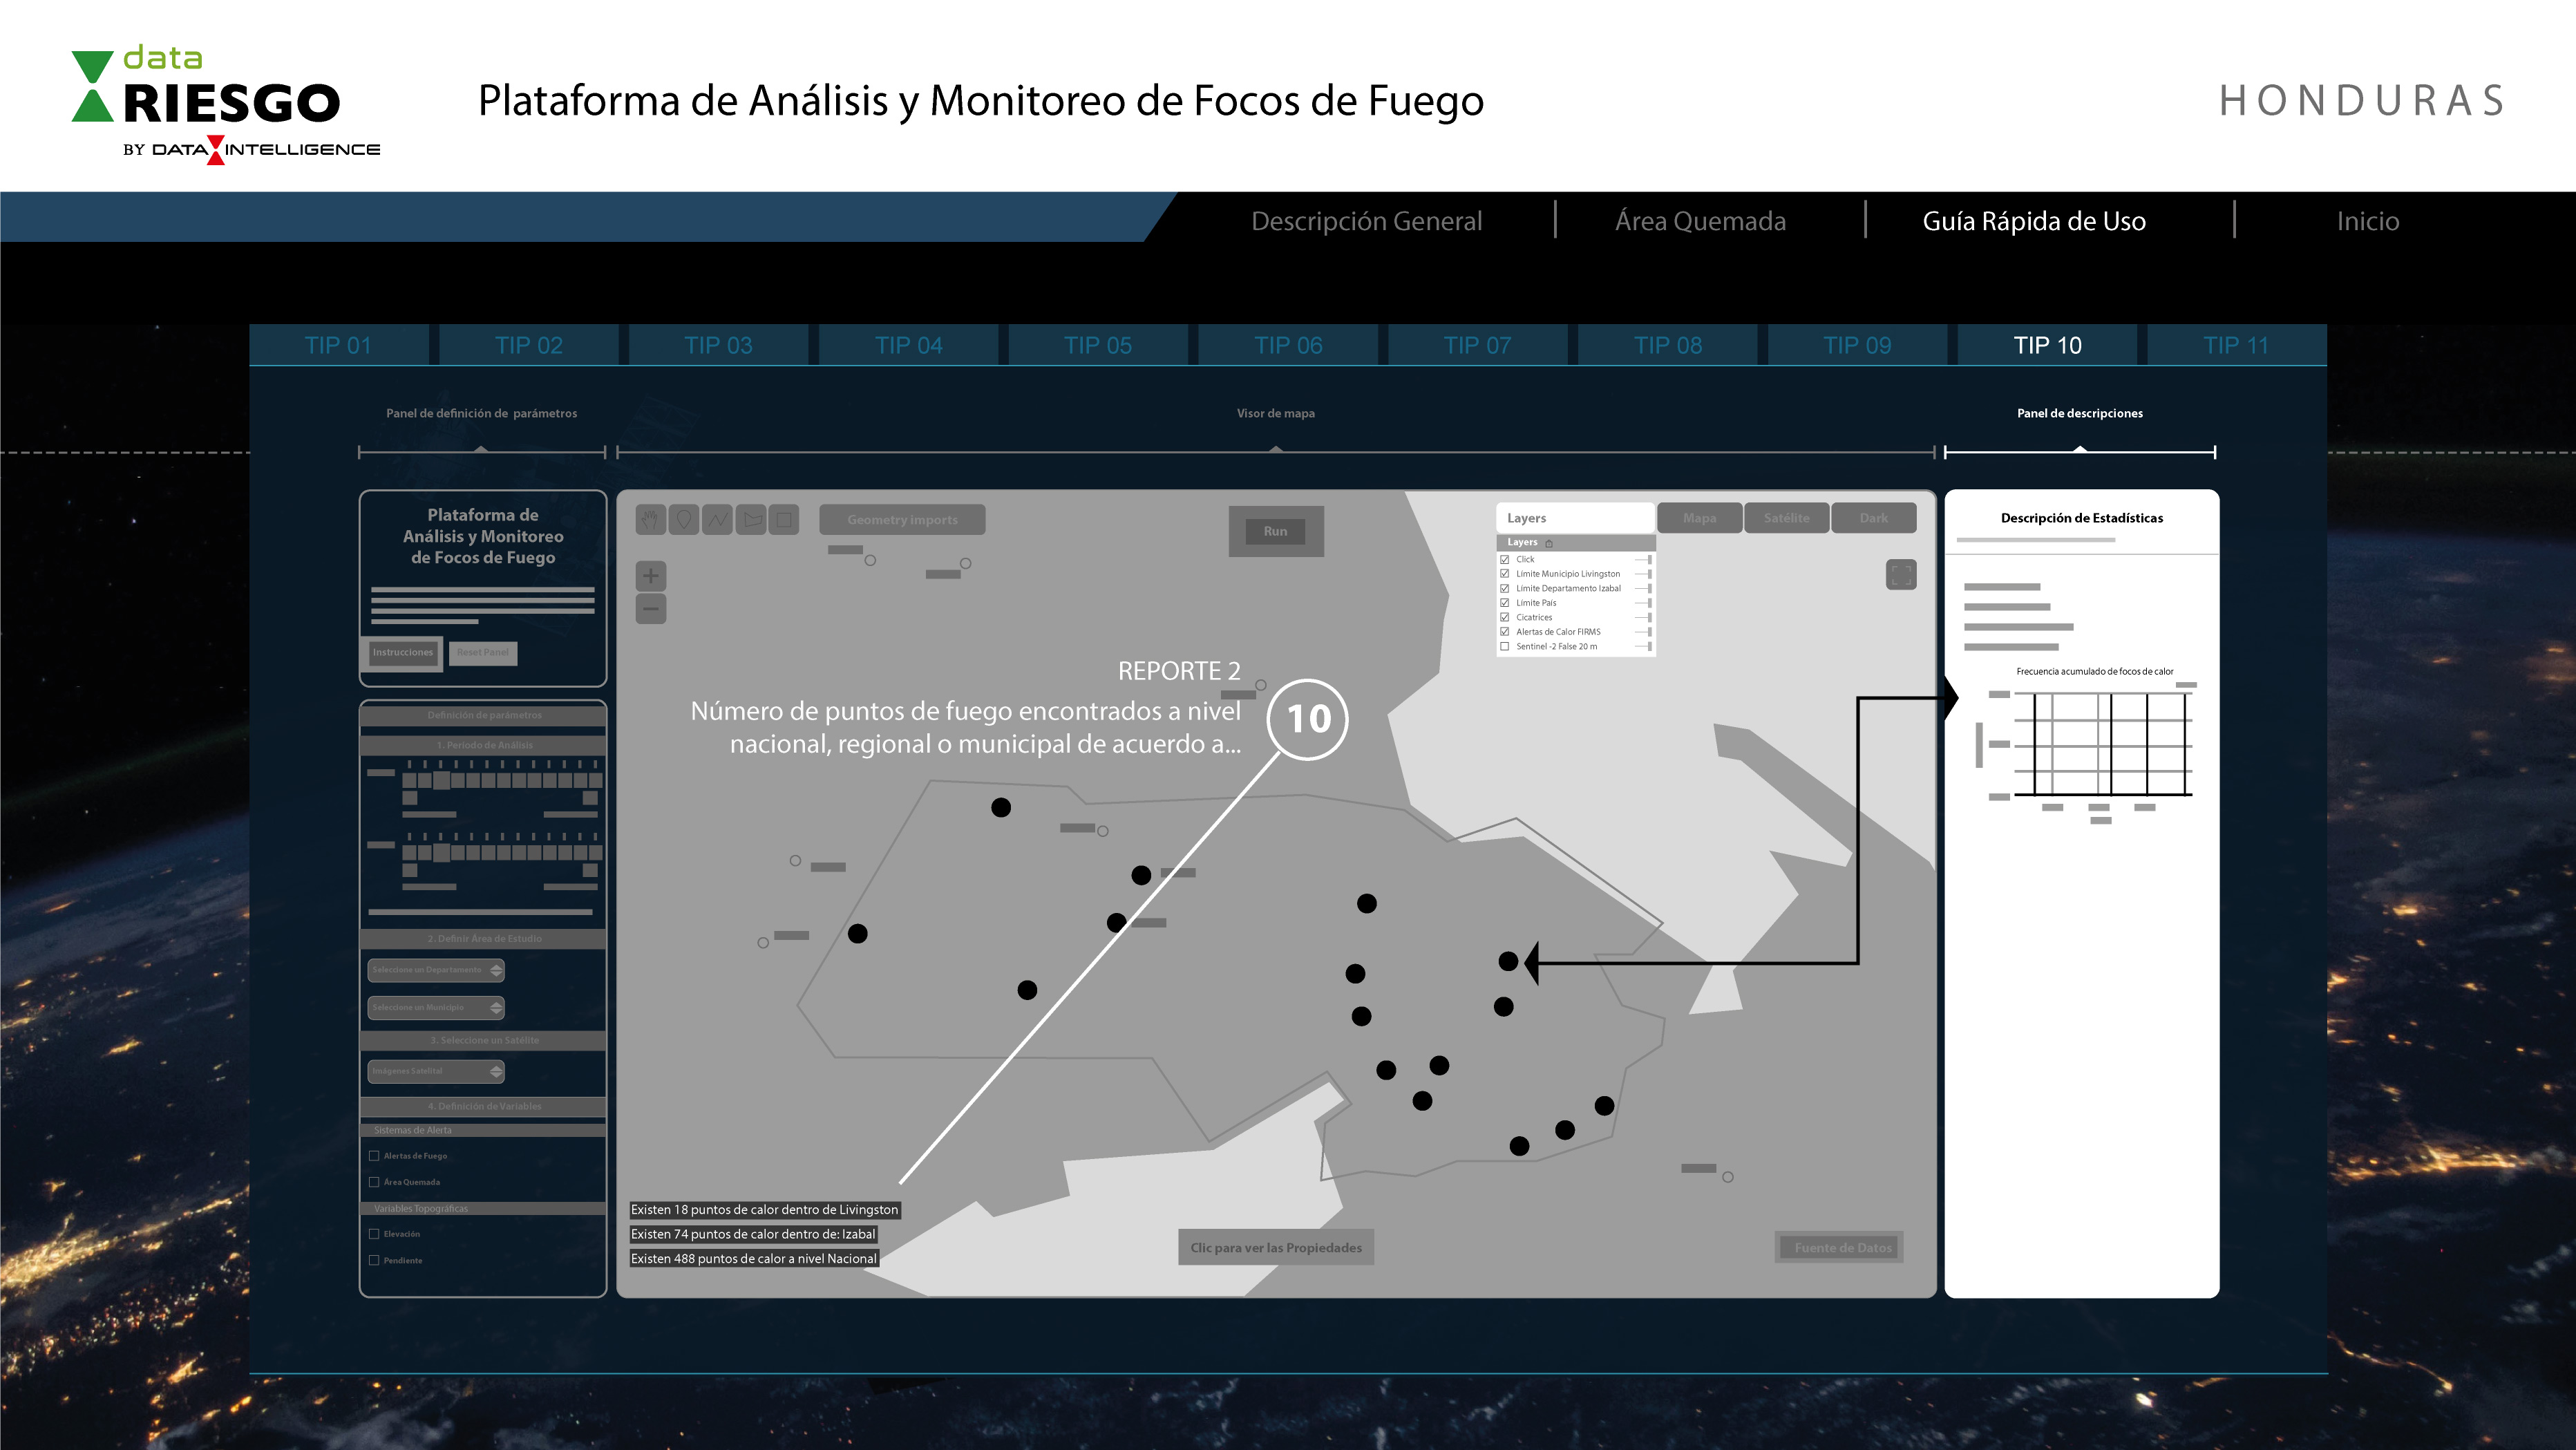 data
RIESGO
BY DATA INTELLIGENCE
Plataforma de Análisis y Monitoreo de Focos de Fuego
HONDURAS
Descripción General
Área Quemada
Guía Rápida de Uso
Inicio
TIP 01
TIP 02
TIP 03
TIP 04
TIP 05
TIP 06
TIP 07
TIP 08
TIP 09
TIP 10
TIP 11
Panel de definición de parámetros
Visor de mapa
Panel de descripciones
Plataforma de
Análisis y Monitoreo
de Focos de Fuego
Instrucciones
Reset Panel
Definición de parámetros
1. Período de Análisis
2. Definir Área de Estudio
Seleccione un Departamento
Seleccione un Municipio
3. Seleccione un Satélite
Imágenes Satelital
4. Definición de Variables
Sistemas de Alerta
Alertas de Fuego
Área Quemada
Variables Topográficas
Elevación
Pendiente
Geometry imports
Run
Layers
Mapa
Satélite
Dark
Layers
Click
Límite Municipio Livingston
Límite Departamento Izabal
Límite País
Cicatrices
Alertas de Calor FIRMS
Sentinel -2 False 20 m
REPORTE 2
Número de puntos de fuego encontrados a nivel
nacional, regional o municipal de acuerdo a...
10
Existen 18 puntos de calor dentro de Livingston
Existen 74 puntos de calor dentro de: Izabal
Existen 488 puntos de calor a nivel Nacional
Clic para ver las Propiedades
Fuente de Datos
Descripción de Estadísticas
Frecuencia acumulado de focos de calor